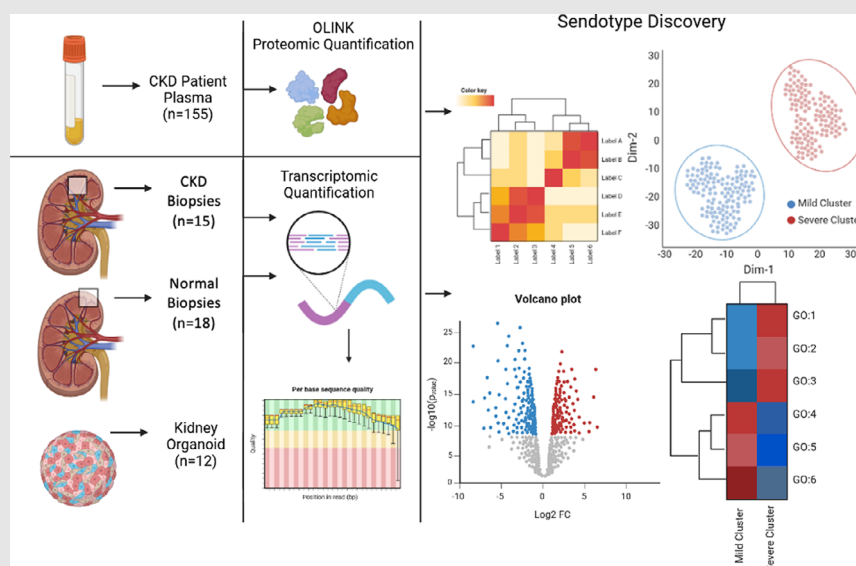 OLINK
Proteomic Quantification
Sendotype Discovery
CKD Patient
Plasma
(n=155)
CKD
Biopsies
(n=15)
Normal
Biopsies
(n=18)
Kidney
Organoid
(n=12)
Transcriptomic
Quantification
Per base sequence quality
Quality
Position in read (bp)
Color key
Label A
Label B
Label C
Label D
Label E
Label F
Label 1
Label 2
Label 3
Label 4
Label 5
Label 6
Dim-2
30
20
10
0
-10
-20
-30
Mild Cluster
Severe Cluste
-30
-20
-10
0
10
20
30
Dim-1
Volcano plot
-log10(pvalue)
25
20
15
10
5
0
-10
-5
0
5
10
Log2 FC
GO:1
GO:2
GO:3
GO:4
GO:5
GO:6
Mild Cluster
evere Cluster